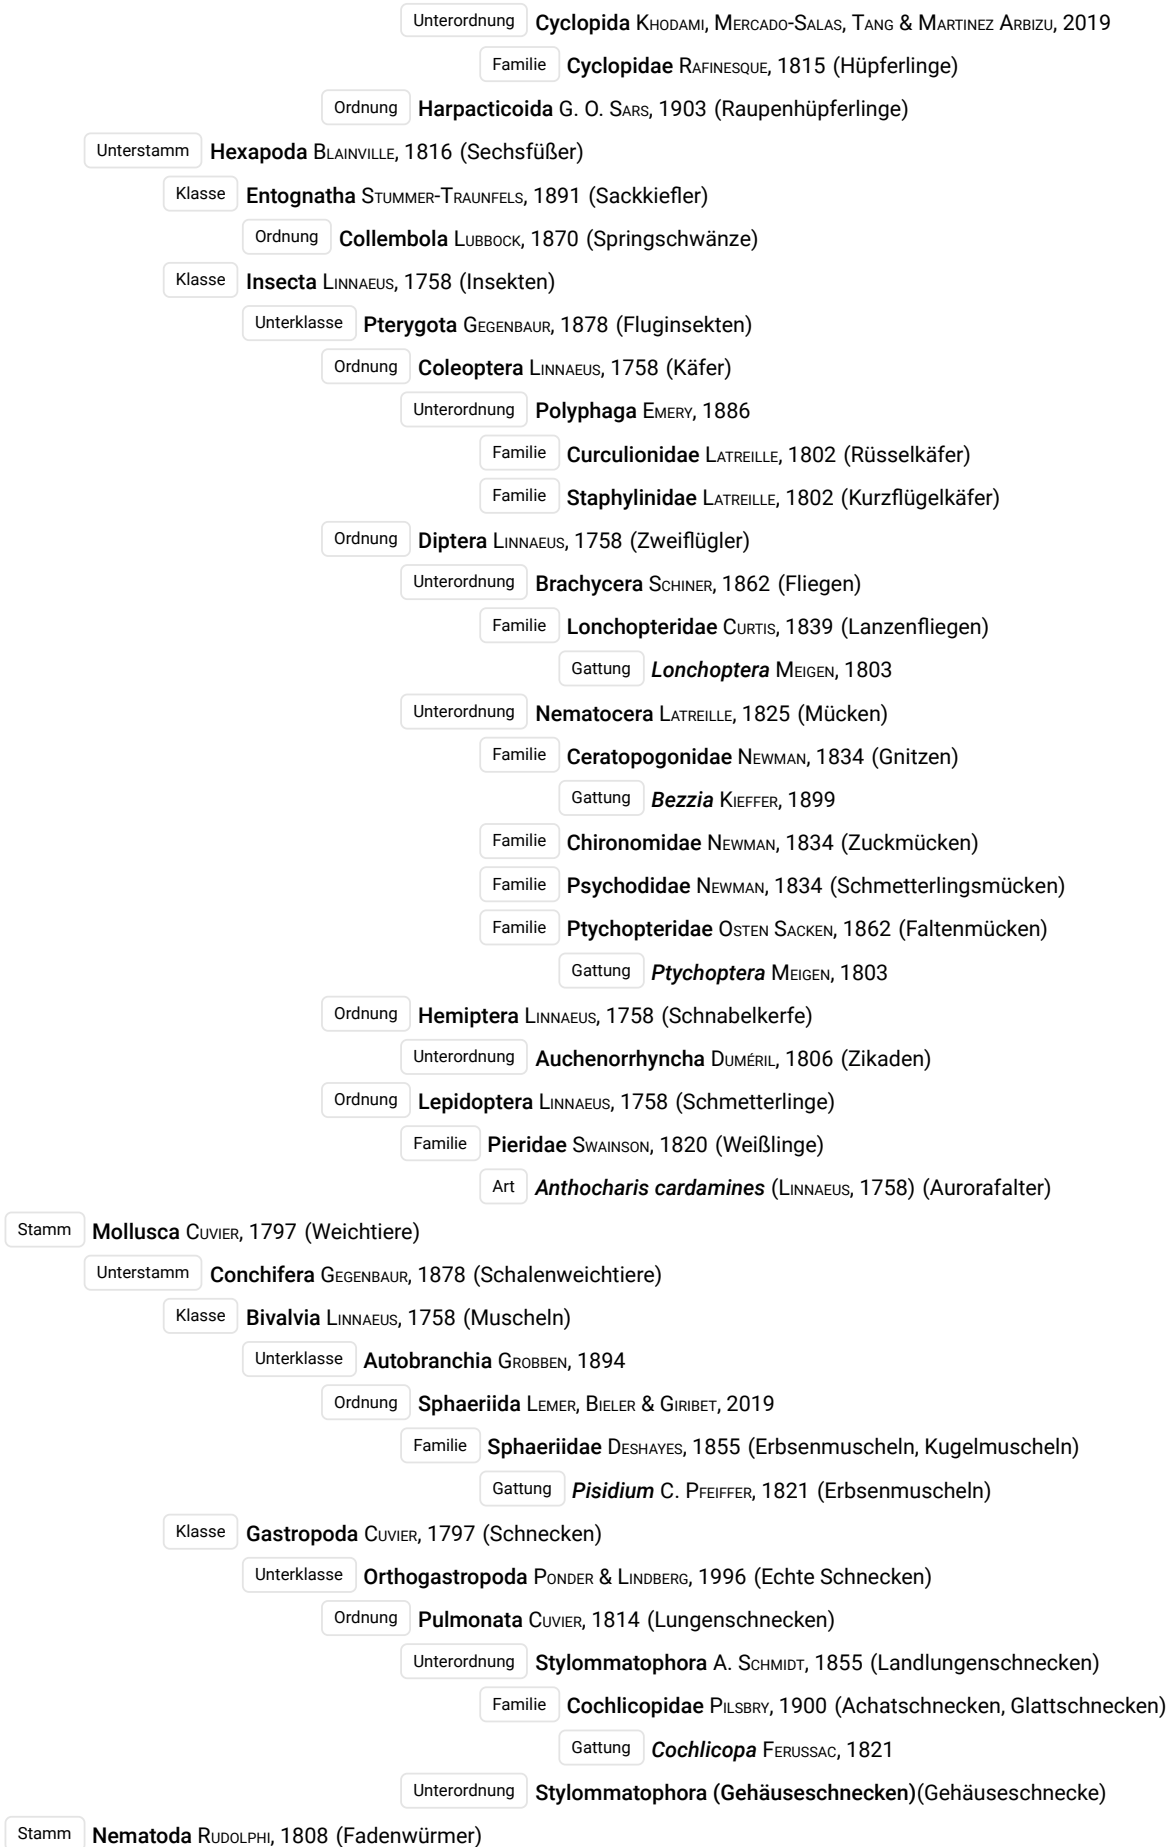 Unterordnung Cyclopida Khodami, Mercado-Salas, Tang & Martinez Arbizu, 2019
Familie Cyclopidae Rafinesque, 1815 (Hüpferlinge)
Ordnung Harpacticoida G. O. Sars, 1903 (Raupenhüpferlinge)
Unterstamm Hexapoda Blainville, 1816 (Sechsfüßer)
Klasse Entognatha Stummer-Traunfels, 1891 (Sackkiefler)
Ordnung Collembola Lubbock, 1870 (Springschwänze)
Klasse Insecta Linnaeus, 1758 (Insekten)
Unterklasse Pterygota Gegenbaur, 1878 (Fluginsekten)
Ordnung Coleoptera Linnaeus, 1758 (Käfer)
Unterordnung Polyphaga Emery, 1886
Familie Curculionidae Latreille, 1802 (Rüsselkäfer)
Familie Staphylinidae Latreille, 1802 (Kurzflügelkäfer)
Ordnung Diptera Linnaeus, 1758 (Zweiflügler)
Unterordnung Brachycera Schiner, 1862 (Fliegen)
Familie Lonchopteridae Curtis, 1839 (Lanzenfliegen)
Gattung Lonchoptera Meigen, 1803
Unterordnung Nematocera Latreille, 1825 (Mücken)
Familie Ceratopogonidae Newman, 1834 (Gnitzen)
Gattung Bezzia Kieffer, 1899
Familie Chironomidae Newman, 1834 (Zuckmücken)
Familie Psychodidae Newman, 1834 (Schmetterlingsmücken)
Familie Ptychopteridae Osten Sacken, 1862 (Faltenmücken)
Gattung Ptychoptera Meigen, 1803
Ordnung Hemiptera Linnaeus, 1758 (Schnabelkerfe)
Unterordnung Auchenorrhyncha Duméril, 1806 (Zikaden)
Ordnung Lepidoptera Linnaeus, 1758 (Schmetterlinge)
Familie Pieridae Swainson, 1820 (Weißlinge)
Art Anthocharis cardamines (Linnaeus, 1758) (Aurorafalter)
Stamm Mollusca Cuvier, 1797 (Weichtiere)
Unterstamm Conchifera Gegenbaur, 1878 (Schalenweichtiere)
Klasse Bivalvia Linnaeus, 1758 (Muscheln)
Unterklasse Autobranchia Grobben, 1894
Ordnung Sphaeriida Lemer, Bieler & Giribet, 2019
Familie Sphaeriidae Deshayes, 1855 (Erbsenmuscheln, Kugelmuscheln)
Gattung Pisidium C. Pfeiffer, 1821 (Erbsenmuscheln)
Klasse Gastropoda Cuvier, 1797 (Schnecken)
Unterklasse Orthogastropoda Ponder & Lindberg, 1996 (Echte Schnecken)
Ordnung Pulmonata Cuvier, 1814 (Lungenschnecken)
Unterordnung Stylommatophora A. Schmidt, 1855 (Landlungenschnecken)
Familie Cochlicopidae Pilsbry, 1900 (Achatschnecken, Glattschnecken)
Gattung Cochlicopa Ferussac, 1821
Unterordnung Stylommatophora (Gehäuseschnecken)(Gehäuseschnecke)
Stamm Nematoda Rudolphi, 1808 (Fadenwürmer)